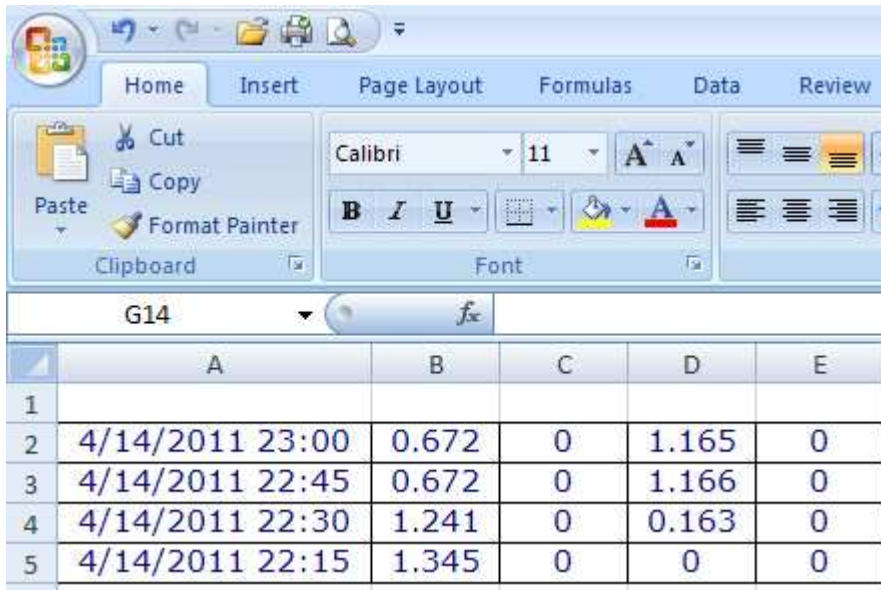 Home Insert Page Layout Formulas Data Review
Cut
Calibri 11 A A
Copy
Paste
B I U A
Format Painter
Clipboard Font
G14 fx
A B C D E
1
2 4/14/2011 23:00 0.672 0 1.165 0
3 4/14/2011 22:45 0.672 0 1.166 0
4 4/14/2011 22:30 1.241 0 0.163 0
5 4/14/2011 22:15 1.345 0 0 0